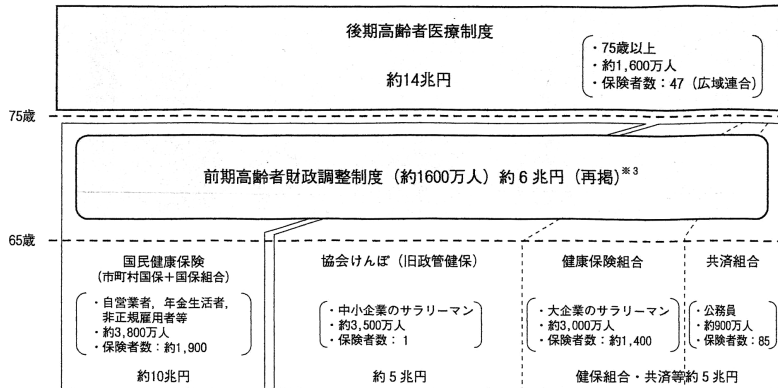 後期高齢者医療制度
約14兆円
・75歳以上
・約1,600万人
・保険者数：47（広域連合）
75歳
前期高齢者財政調整制度（約1600万人）約６兆円（再掲）※3
65歳
国民健康保険
（市町村国保＋国保組合）
・自営業者，年金生活者，
非正規雇用者等
・約3,800万人
・保険者数：約1,900
約10兆円
協会けんぽ（旧政管健保）
・中小企業のサラリーマン
・約3,500万人
・保険者数：１
約５兆円
健康保険組合
・大企業のサラリーマン
・約3,000万人
・保険者数：約1,400
共済組合
・公務員
・約900万人
・保険者数：85
健保組合・共済等約５兆円